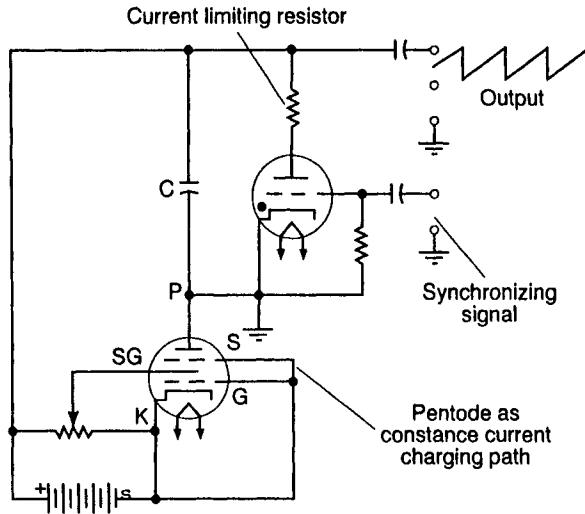 Current limiting resistor
Output
C
Synchronizing
signal
P
S
SG
G
K
Pentode as
constance current
charging path
+
s